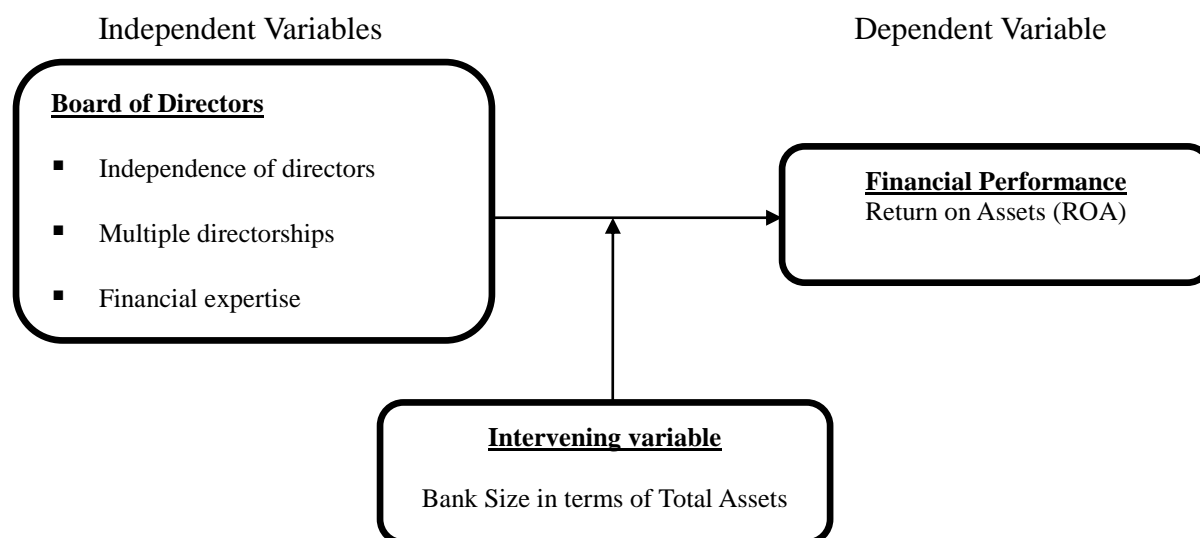 Independent Variables
Dependent Variable
Board of Directors
▪ Independence of directors
▪ Multiple directorships
▪ Financial expertise
Financial Performance
Return on Assets (ROA)
Intervening variable
Bank Size in terms of Total Assets